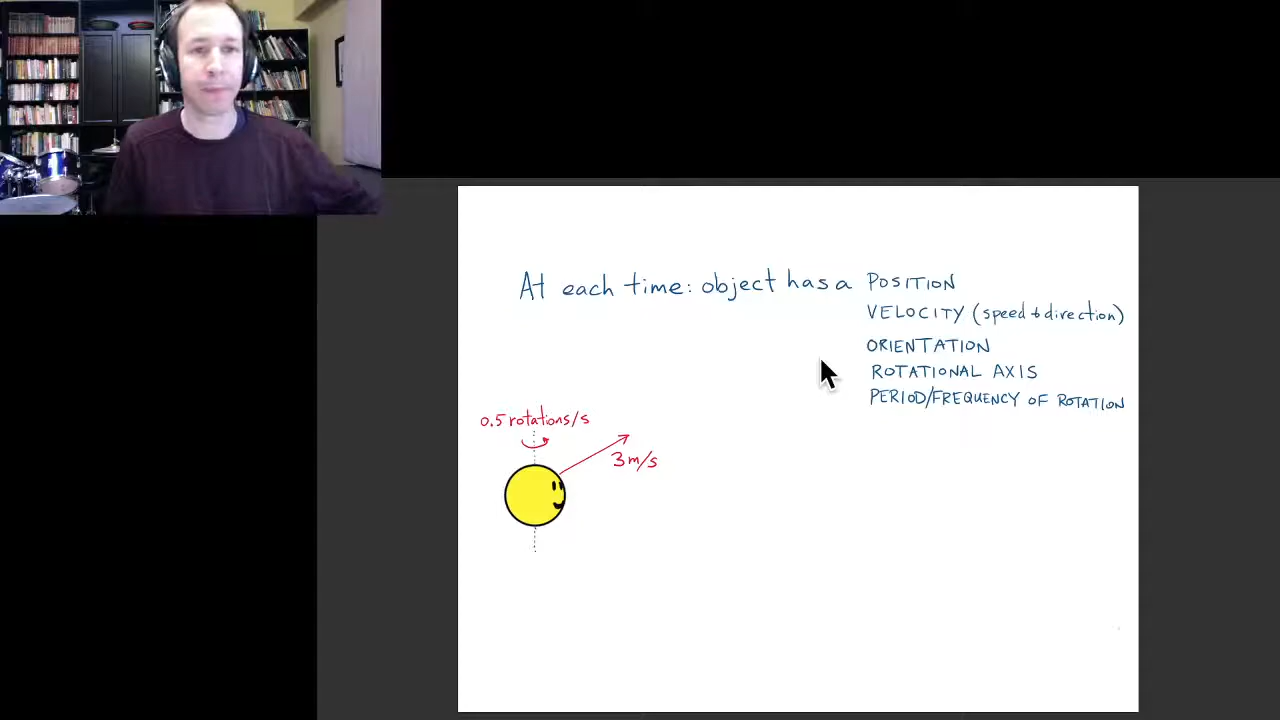 At each time: object has a POSITION
VELOCITY (speed + direction)
ORIENTATION
ROTATIONAL AXIS
PERIOD/FREQUENCY OF ROTATION
0.5 rotations/s
3m/s